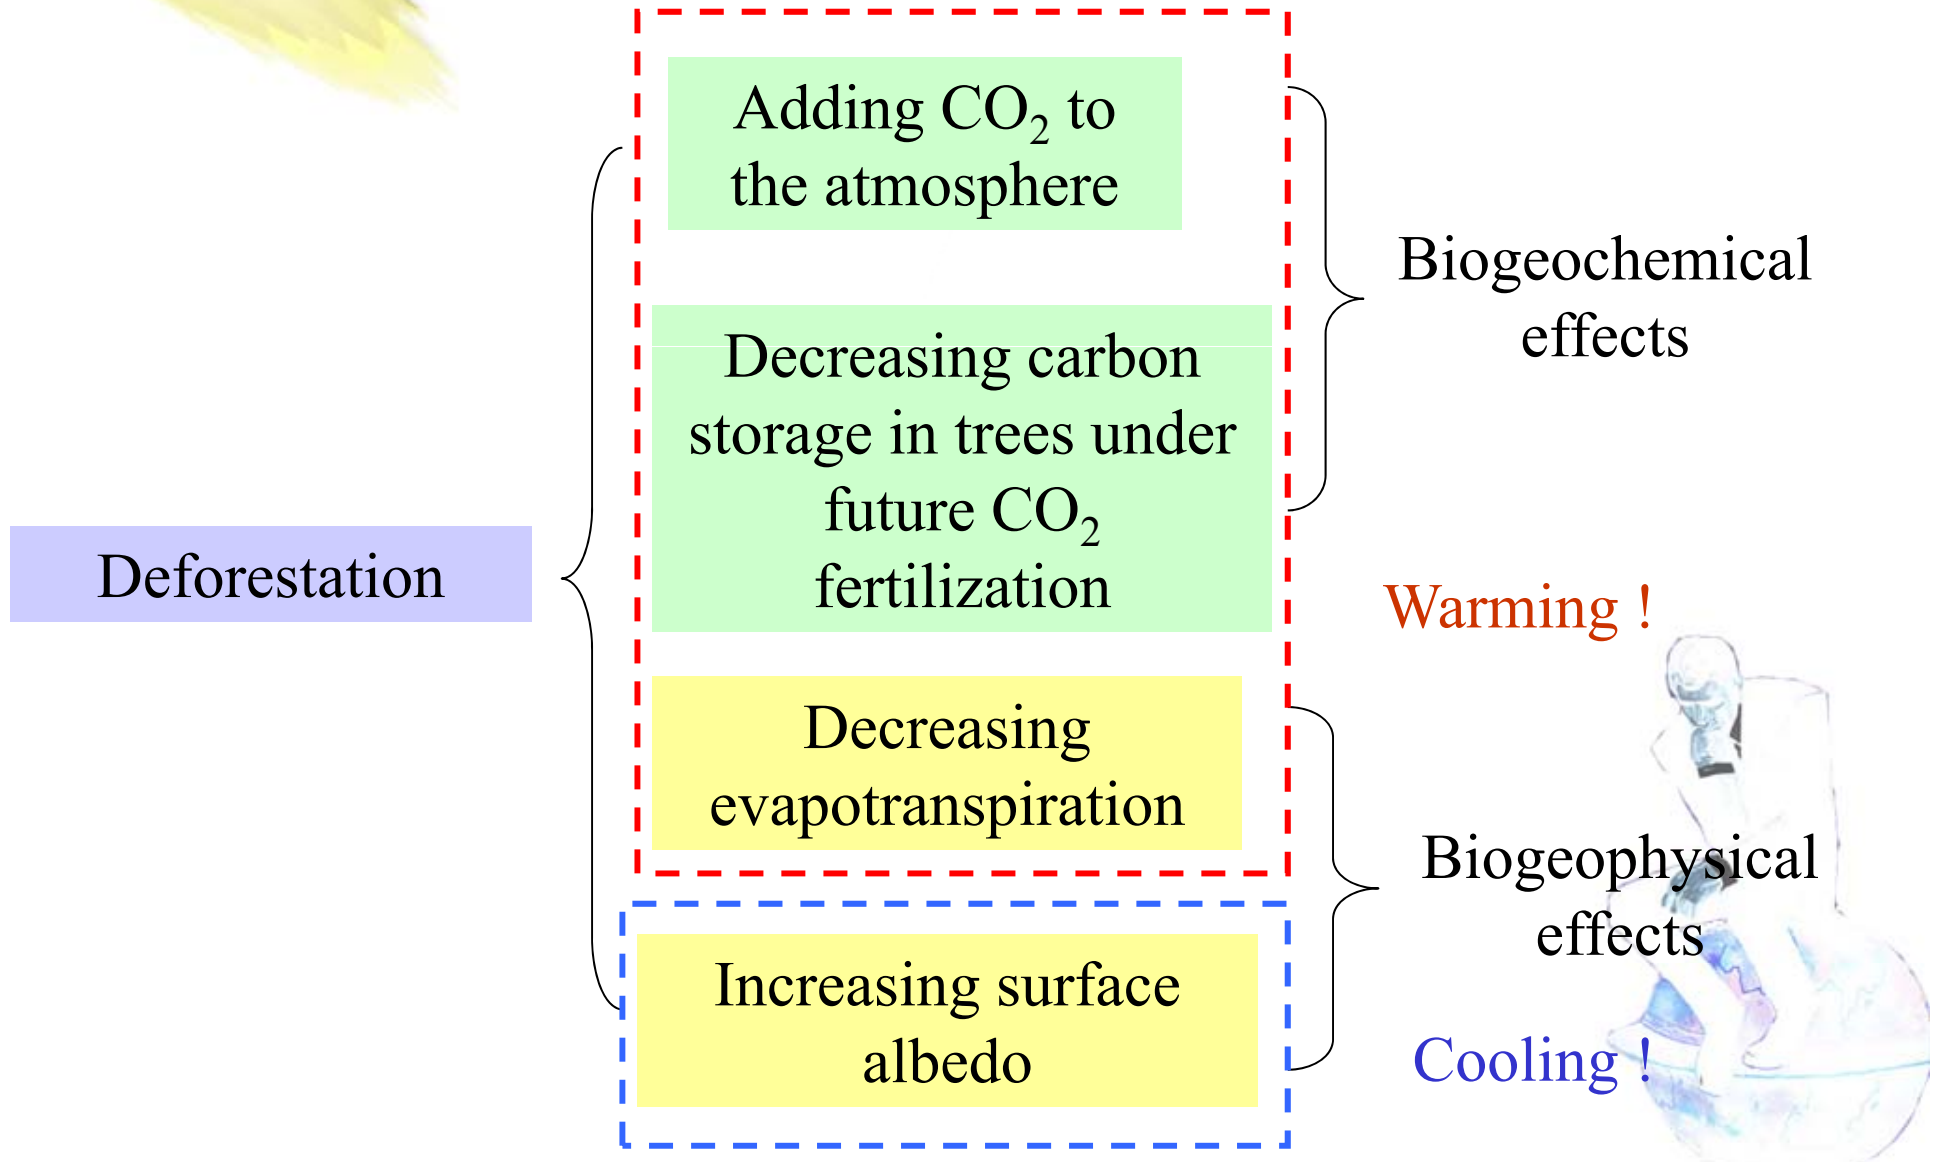 Adding CO₂ to
the atmosphere
Biogeochemical
effects
Decreasing carbon
storage in trees under
future CO₂
fertilization
Deforestation
Warming !
Decreasing
evapotranspiration
Biogeophysical
effects
Increasing surface
albedo
Cooling !